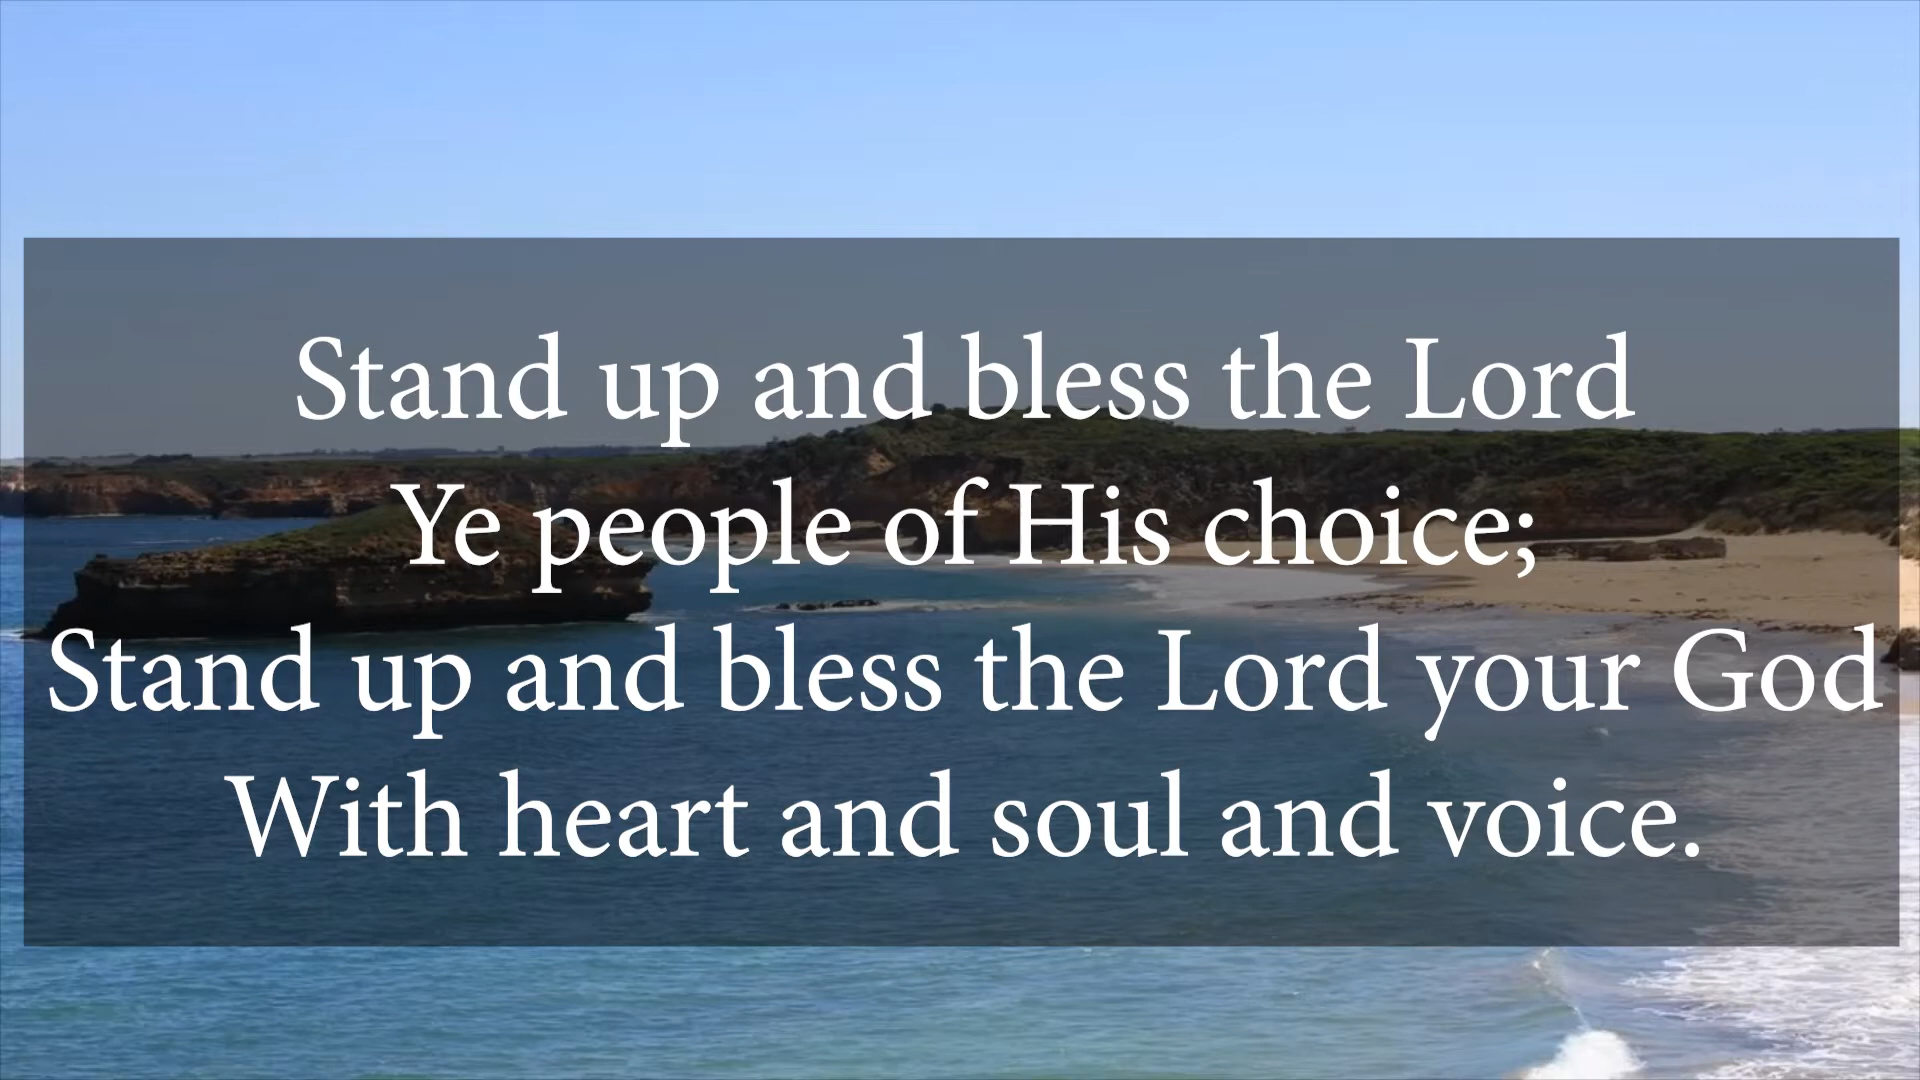 Stand up and bless the Lord
Ye people of His choice;
Stand up and bless the Lord your God
With heart and soul and voice.